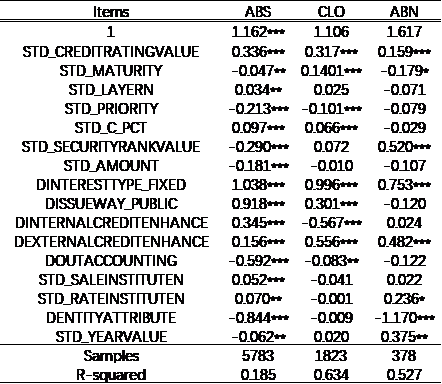 Items ABS CLO ABN
1 1.162*** 1.106 1.617
STD_CREDITRATINGVALUE 0.336*** 0.317*** 0.159***
STD_MATURITY -0.047** 0.1401*** -0.179*
STD_LAYERN 0.034** 0.025 -0.071
STD_PRIORITY -0.213*** -0.101*** -0.079
STD_C_PCT 0.097*** 0.066*** -0.029
STD_SECURITYRANKVALUE -0.290*** 0.072 0.520***
STD_AMOUNT -0.181*** -0.010 -0.107
DINTERESTTYPE_FIXED 1.038*** 0.996*** 0.753***
DISSUEWAY_PUBLIC 0.918*** 0.301*** -0.120
DINTERNALCREDITENHANCE 0.345*** -0.567*** 0.024
DEXTERNALCREDITENHANCE 0.156*** 0.556*** 0.482***
DOUTACCOUNTING -0.592*** -0.083** -0.122
STD_SALEINSTITUTEN 0.052*** -0.041 0.022
STD_RATEINSTITUTEN 0.070** -0.001 0.236*
DENTITYATTRIBUTE -0.844*** -0.009 -1.170***
STD_YEARVALUE -0.062** 0.020 0.375**
Samples 5783 1823 378
R-squared 0.185 0.634 0.527